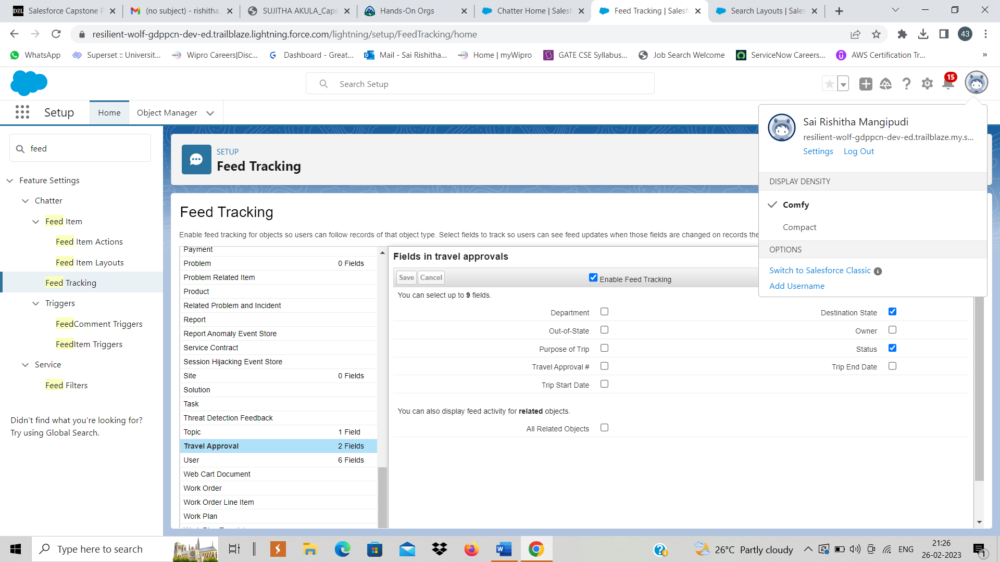 Salesforce Capstone P
(no subject) - rishitha.
SUJITHA AKULA_Caps
Hands-On Orgs
Chatter Home | Salesf
Feed Tracking | Salesf
Search Layouts | Sales
resilient-wolf-gdppcn-dev-ed.trailblaze.lightning.force.com/lightning/setup/FeedTracking/home
43
WhatsApp
Superset :: Universit...
Wipro Careers|Disc...
Dashboard - Great...
Mail - Sai Rishitha...
Home | myWipro
GATE CSE Syllabus...
Job Search Welcome
ServiceNow Careers...
AWS Certification Tr...
»
Search Setup
15
Setup
Home
Object Manager
Sai Rishitha Mangipudi
resilient-wolf-gdppcn-dev-ed.trailblaze.my.s...
Settings Log Out
DISPLAY DENSITY
Comfy
Compact
OPTIONS
Switch to Salesforce Classic
Add Username
feed
Feature Settings
Chatter
Feed Item
Feed Item Actions
Feed Item Layouts
Feed Tracking
Triggers
FeedComment Triggers
FeedItem Triggers
Service
Feed Filters
Didn't find what you're looking for?
Try using Global Search.
SETUP
Feed Tracking
Feed Tracking
Enable feed tracking for objects so users can follow records of that object type. Select fields to track so users can see feed updates when those fields are changed on records the
Payment
Problem 0 Fields
Problem Related Item
Product
Related Problem and Incident
Report
Report Anomaly Event Store
Service Contract
Session Hijacking Event Store
Site 0 Fields
Solution
Task
Threat Detection Feedback
Topic 1 Field
Travel Approval 2 Fields
User 6 Fields
Web Cart Document
Work Order
Work Order Line Item
Work Plan
Fields in travel approvals
Save Cancel
Enable Feed Tracking
You can select up to 9 fields.
Department
Destination State
Out-of-State
Owner
Purpose of Trip
Status
Travel Approval #
Trip End Date
Trip Start Date
You can also display feed activity for related objects.
All Related Objects
Type here to search
26°C Partly cloudy
ENG
21:26
26-02-2023
1